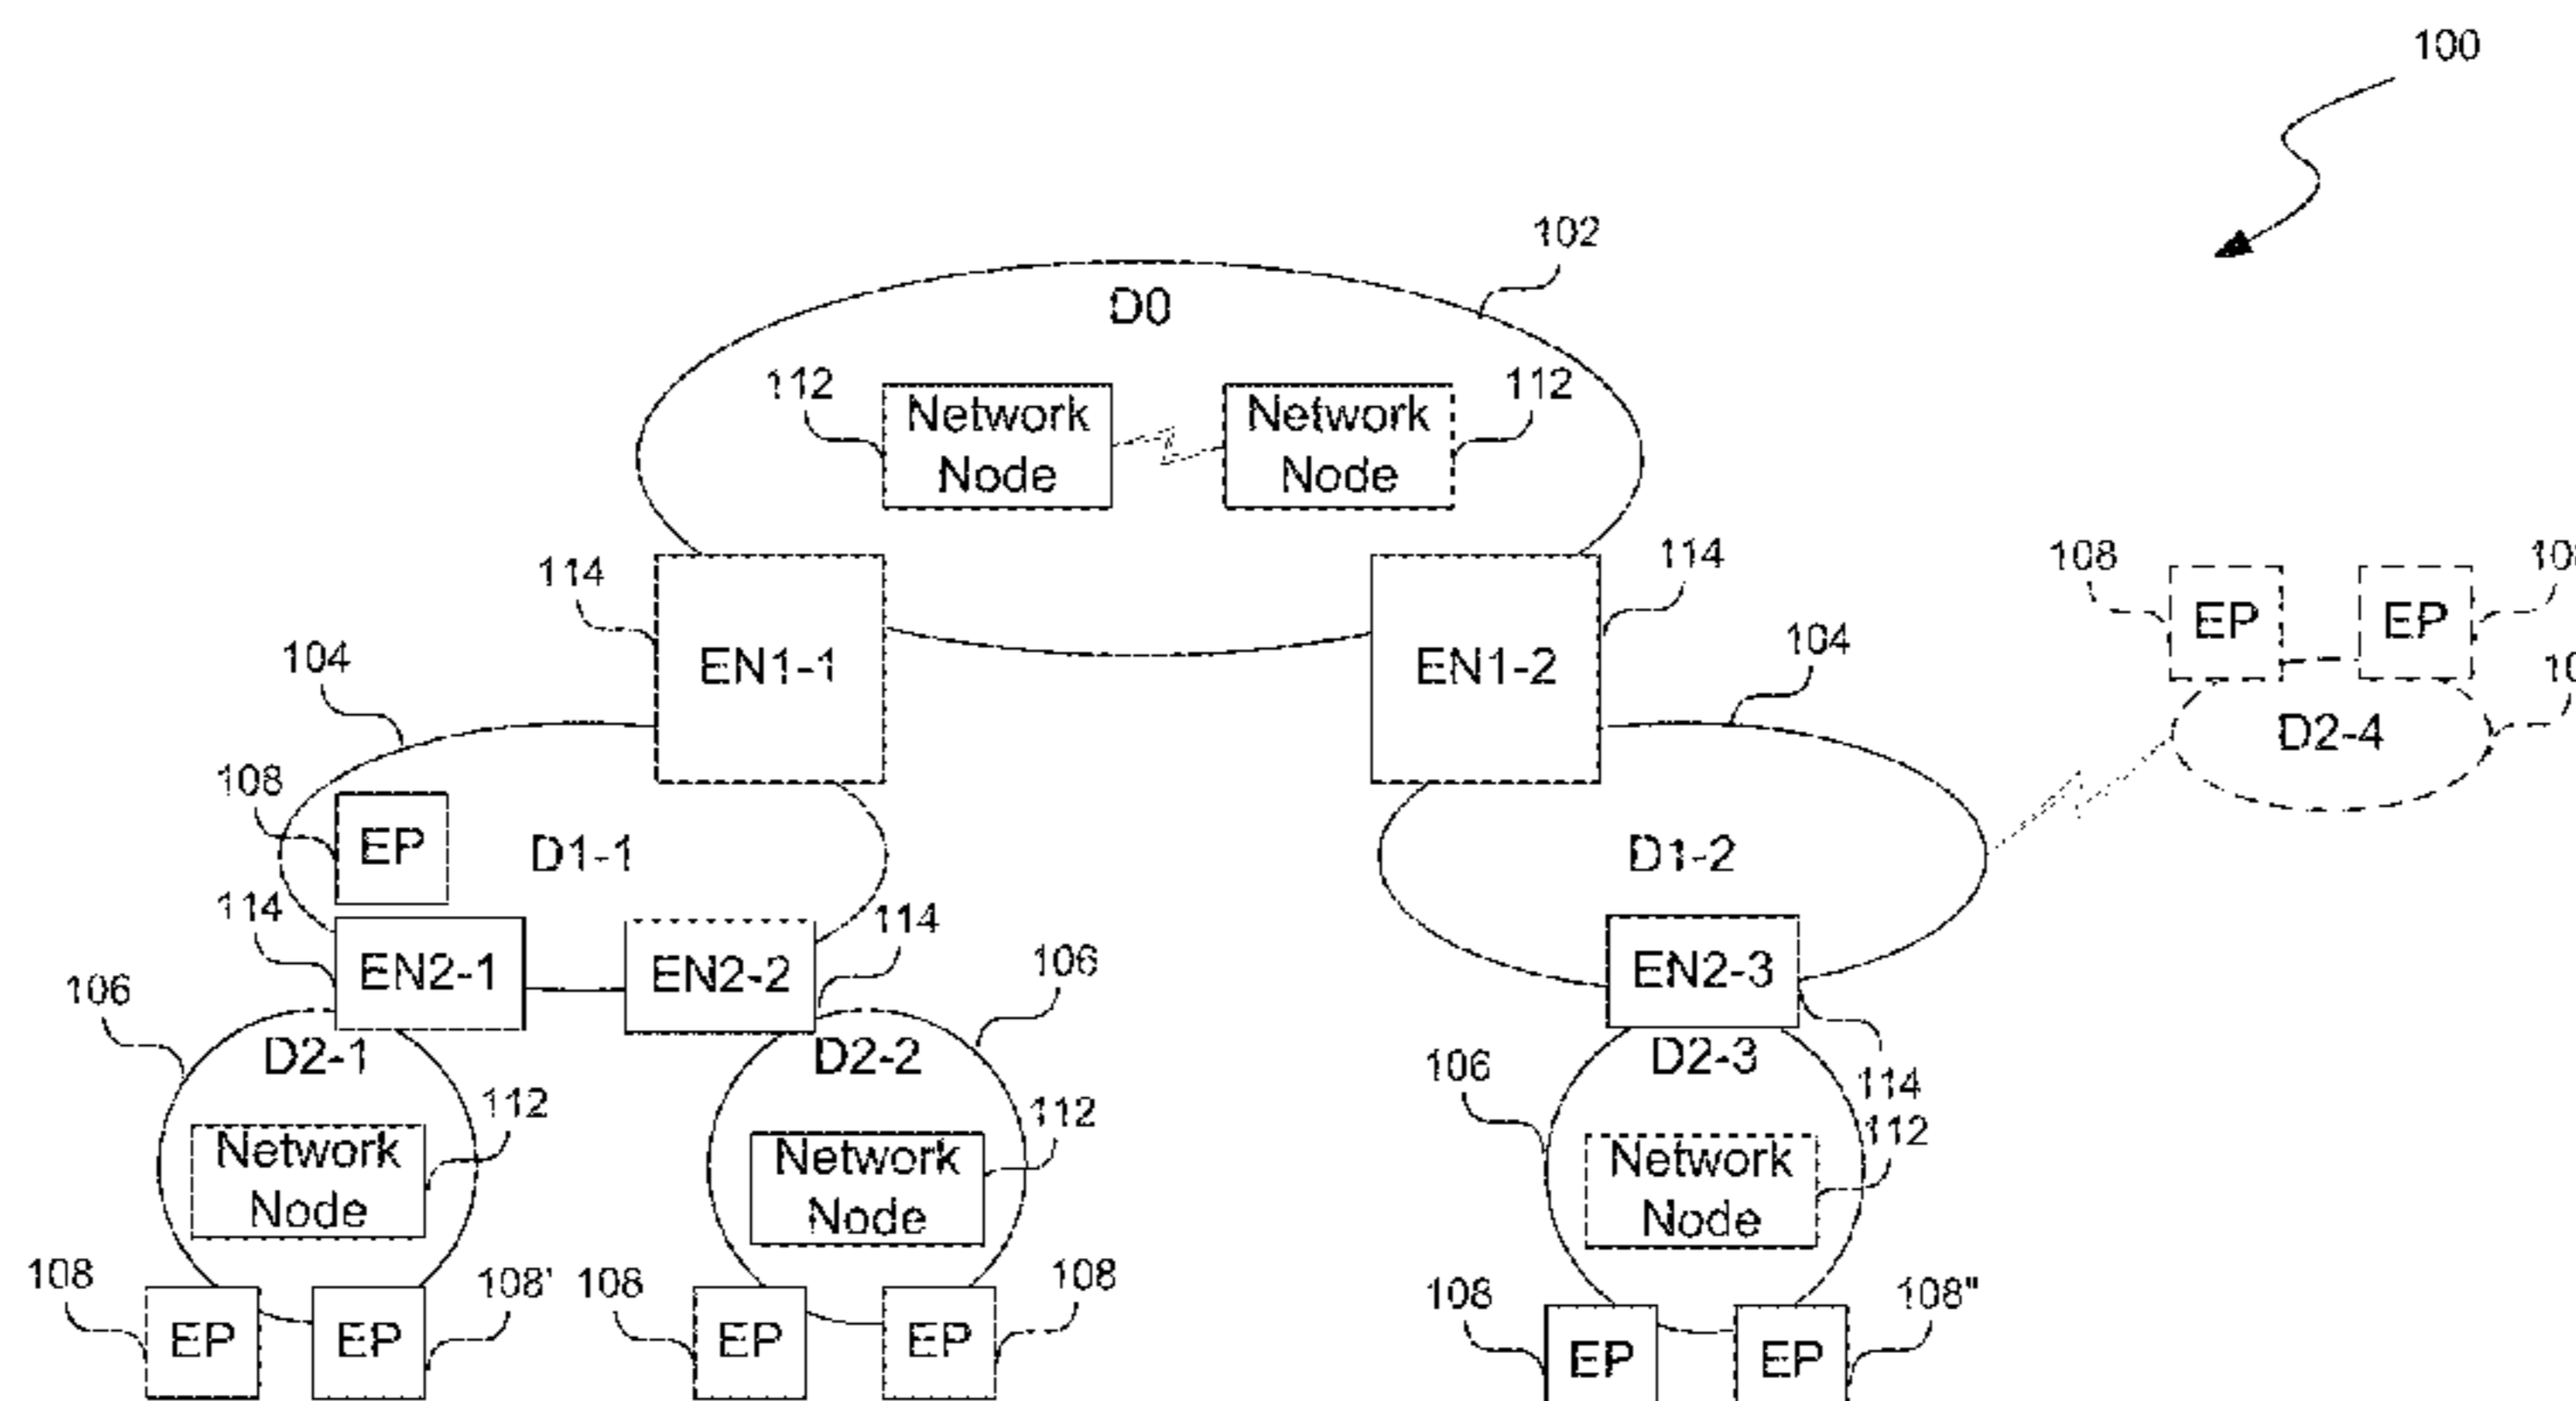 100
102
D0
112
112
Network
Node
Network
Node
114
EN1-1
114
EN1-2
108
EP
EP
104
104
D2-4
108
EP
D1-1
D1-2
114
EN2-1
EN2-2
114
EN2-3
114
106
D2-1
106
D2-2
106
D2-3
112
Network
Node
112
Network
Node
112
Network
Node
108
EP
EP
108'
108
EP
EP
108
108
EP
EP
108"